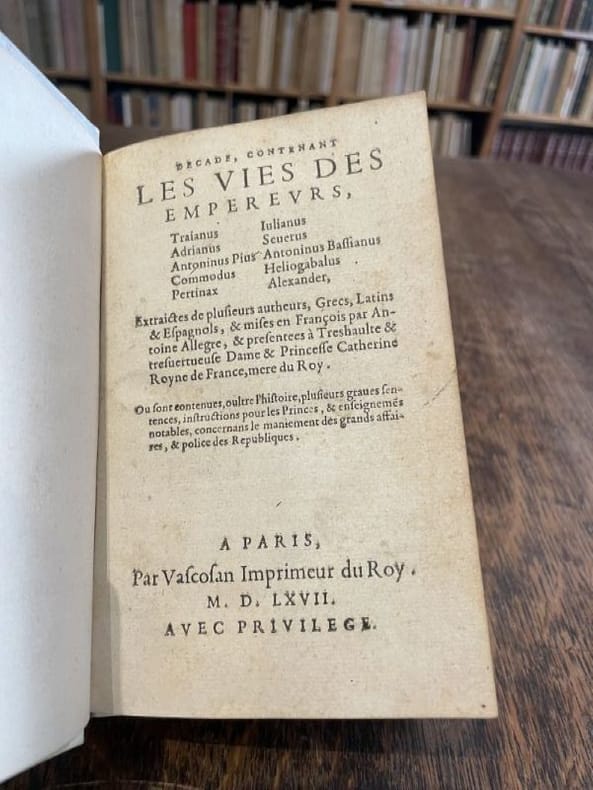 DECADE, CONTENANT
LES VIES DES
EMPEREVRS,
Traianus Iulianus
Adrianus Seuerus
Antoninus Pius Antoninus Baſſianus
Commodus Heliogabalus
Pertinax Alexander,
Extraictes de pluſieurs autheurs, Grecs, Latins
& Eſpagnols, & miſes en François par An-
toine Allegre, & preſentees à Treshaulte &
treſuertueuſe Dame & Princeſſe Catherine
Royne de France, mere du Roy.
Ou ſont contenues, oultre l'hiſtoire, pluſieurs graues ſen-
tences, inſtructions pour les Princes, & enſeignemẽs
notables, concernans le maniement des grands affai-
res, & police des Republiques.
A PARIS,
Par Vaſcoſan Imprimeur du Roy.
M. D. LXVII.
AVEC PRIVILEGE.